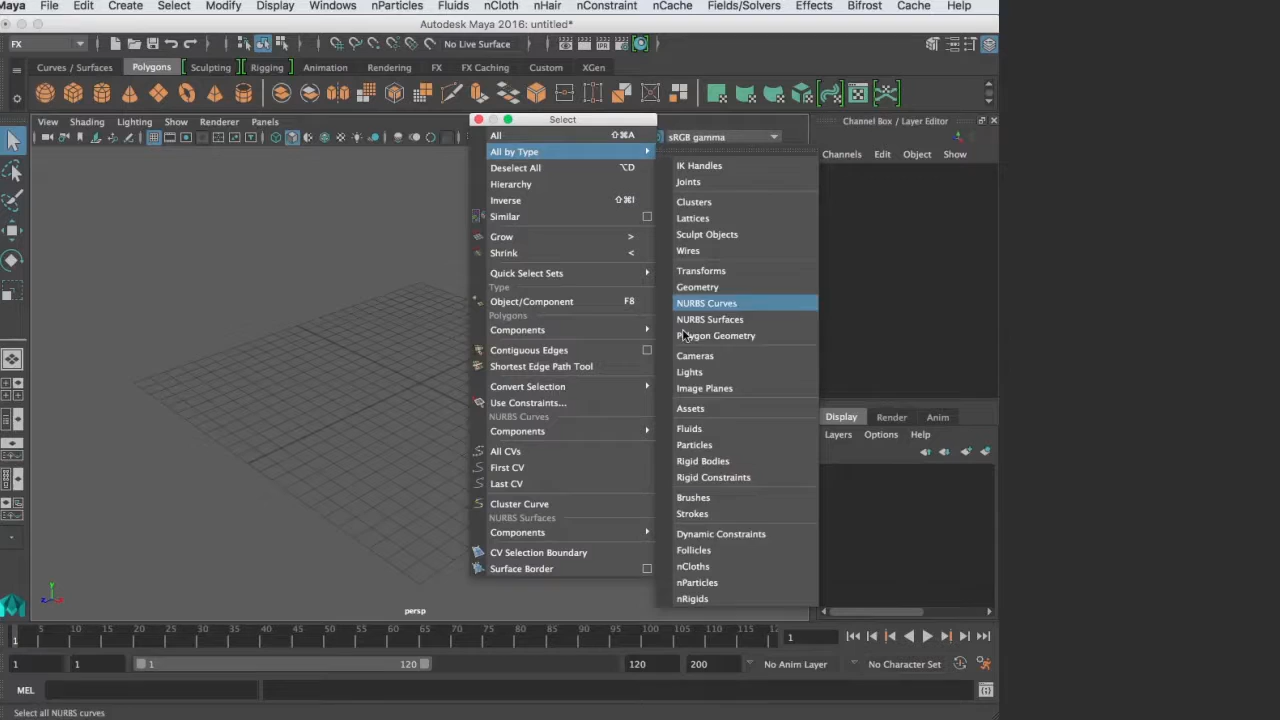 Maya Edit Create Select Modify Display Windows nParticles Fluids nCloth nHair nConstraint nCache Fields/Solvers Effects Bifrost Cache Help
Autodesk Maya 2016: untitled*
FX No Live Surface
Curves / Surfaces Polygons Sculpting Rigging Animation Rendering FX FX Caching Custom XGen
View Shading Lighting Show Renderer Panels
Select
Channel Box / Layer Editor
sRGB gamma
Channels Edit Object Show
All ⇧⌘A
All by Type
Deselect All ⌥D
Hierarchy
Inverse ⇧⌘I
Similar
Grow >
Shrink <
Quick Select Sets
Type
Object/Component F8
Polygons
Components
Contiguous Edges
Shortest Edge Path Tool
Convert Selection
Use Constraints...
NURBS Curves
Components
All CVs
First CV
Last CV
Cluster Curve
NURBS Surfaces
Components
CV Selection Boundary
Surface Border
IK Handles
Joints
Clusters
Lattices
Sculpt Objects
Wires
Transforms
Geometry
NURBS Curves
NURBS Surfaces
Polygon Geometry
Cameras
Lights
Image Planes
Assets
Fluids
Particles
Rigid Bodies
Rigid Constraints
Brushes
Strokes
Dynamic Constraints
Follicles
nCloths
nParticles
nRigids
Display Render Anim
Layers Options Help
persp
5 10 15 20 25 30 35 40 45 50 55 60 65 70 75 80 85 90 95 100 105 110 115
1 1
1 1 1 120 120 200 No Anim Layer No Character Set
MEL
Select all NURBS curves